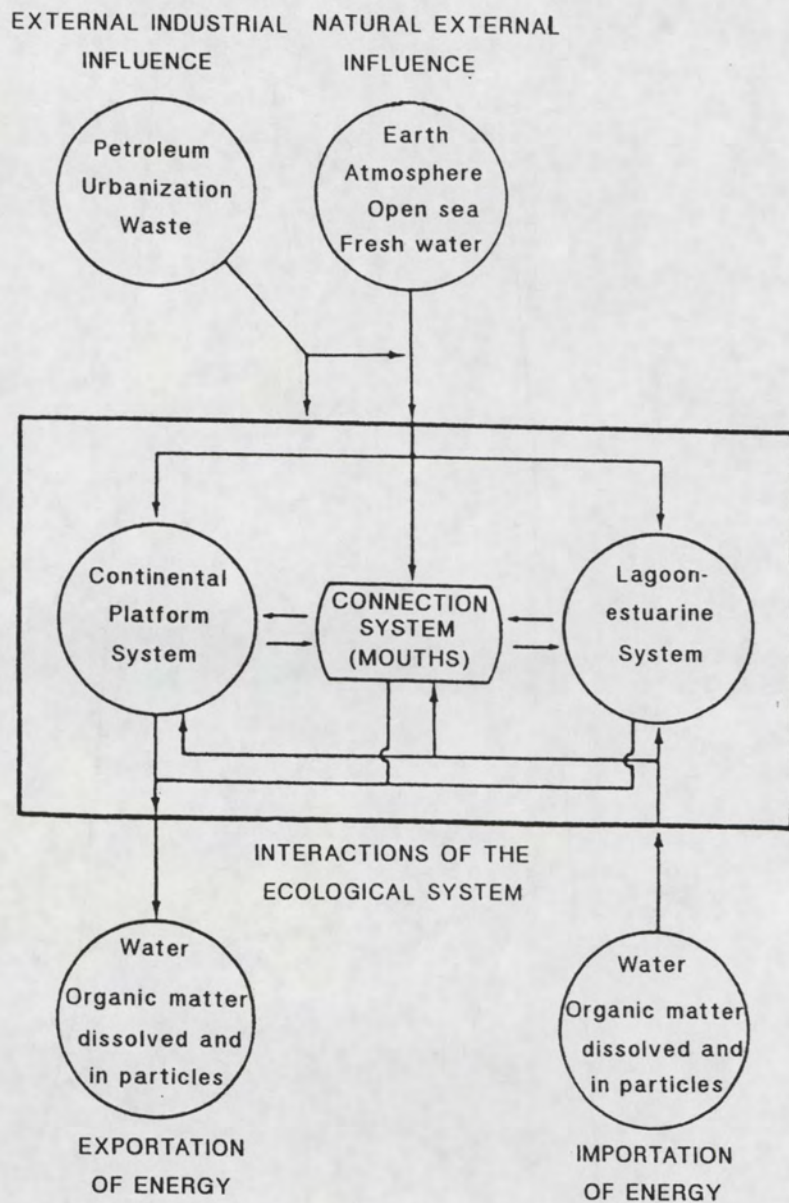 EXTERNAL INDUSTRIAL
INFLUENCE
NATURAL EXTERNAL
INFLUENCE
Petroleum
Urbanization
Waste
Earth
Atmosphere
Open sea
Fresh water
Continental
Platform
System
CONNECTION
SYSTEM
(MOUTHS)
Lagoon-
estuarine
System
INTERACTIONS OF THE
ECOLOGICAL SYSTEM
Water
Organic matter
dissolved and
in particles
EXPORTATION
OF ENERGY
Water
Organic matter
dissolved and
in particles
IMPORTATION
OF ENERGY